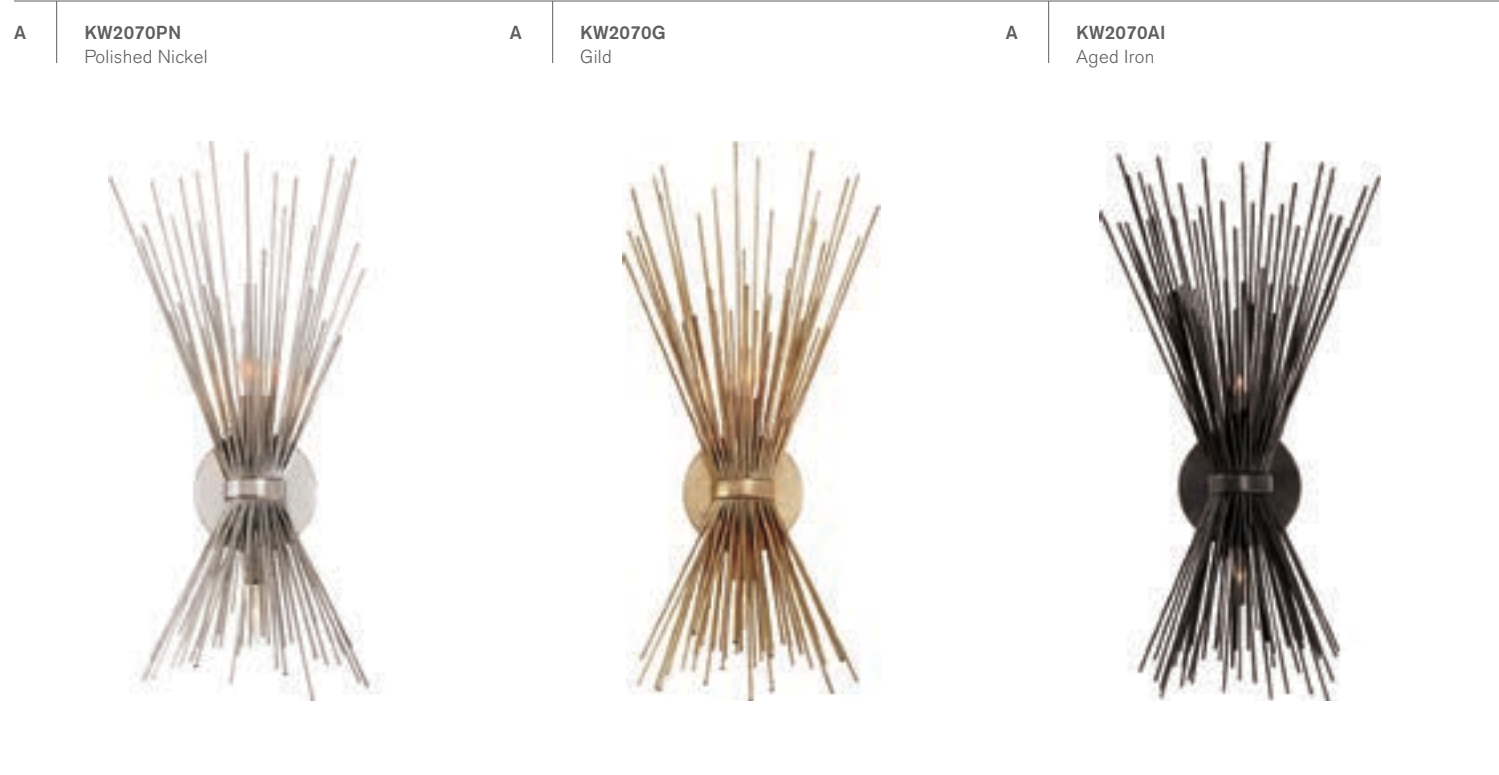 A
KW2070PN
Polished Nickel
A
KW2070G
Gild
A
KW2070AI
Aged Iron